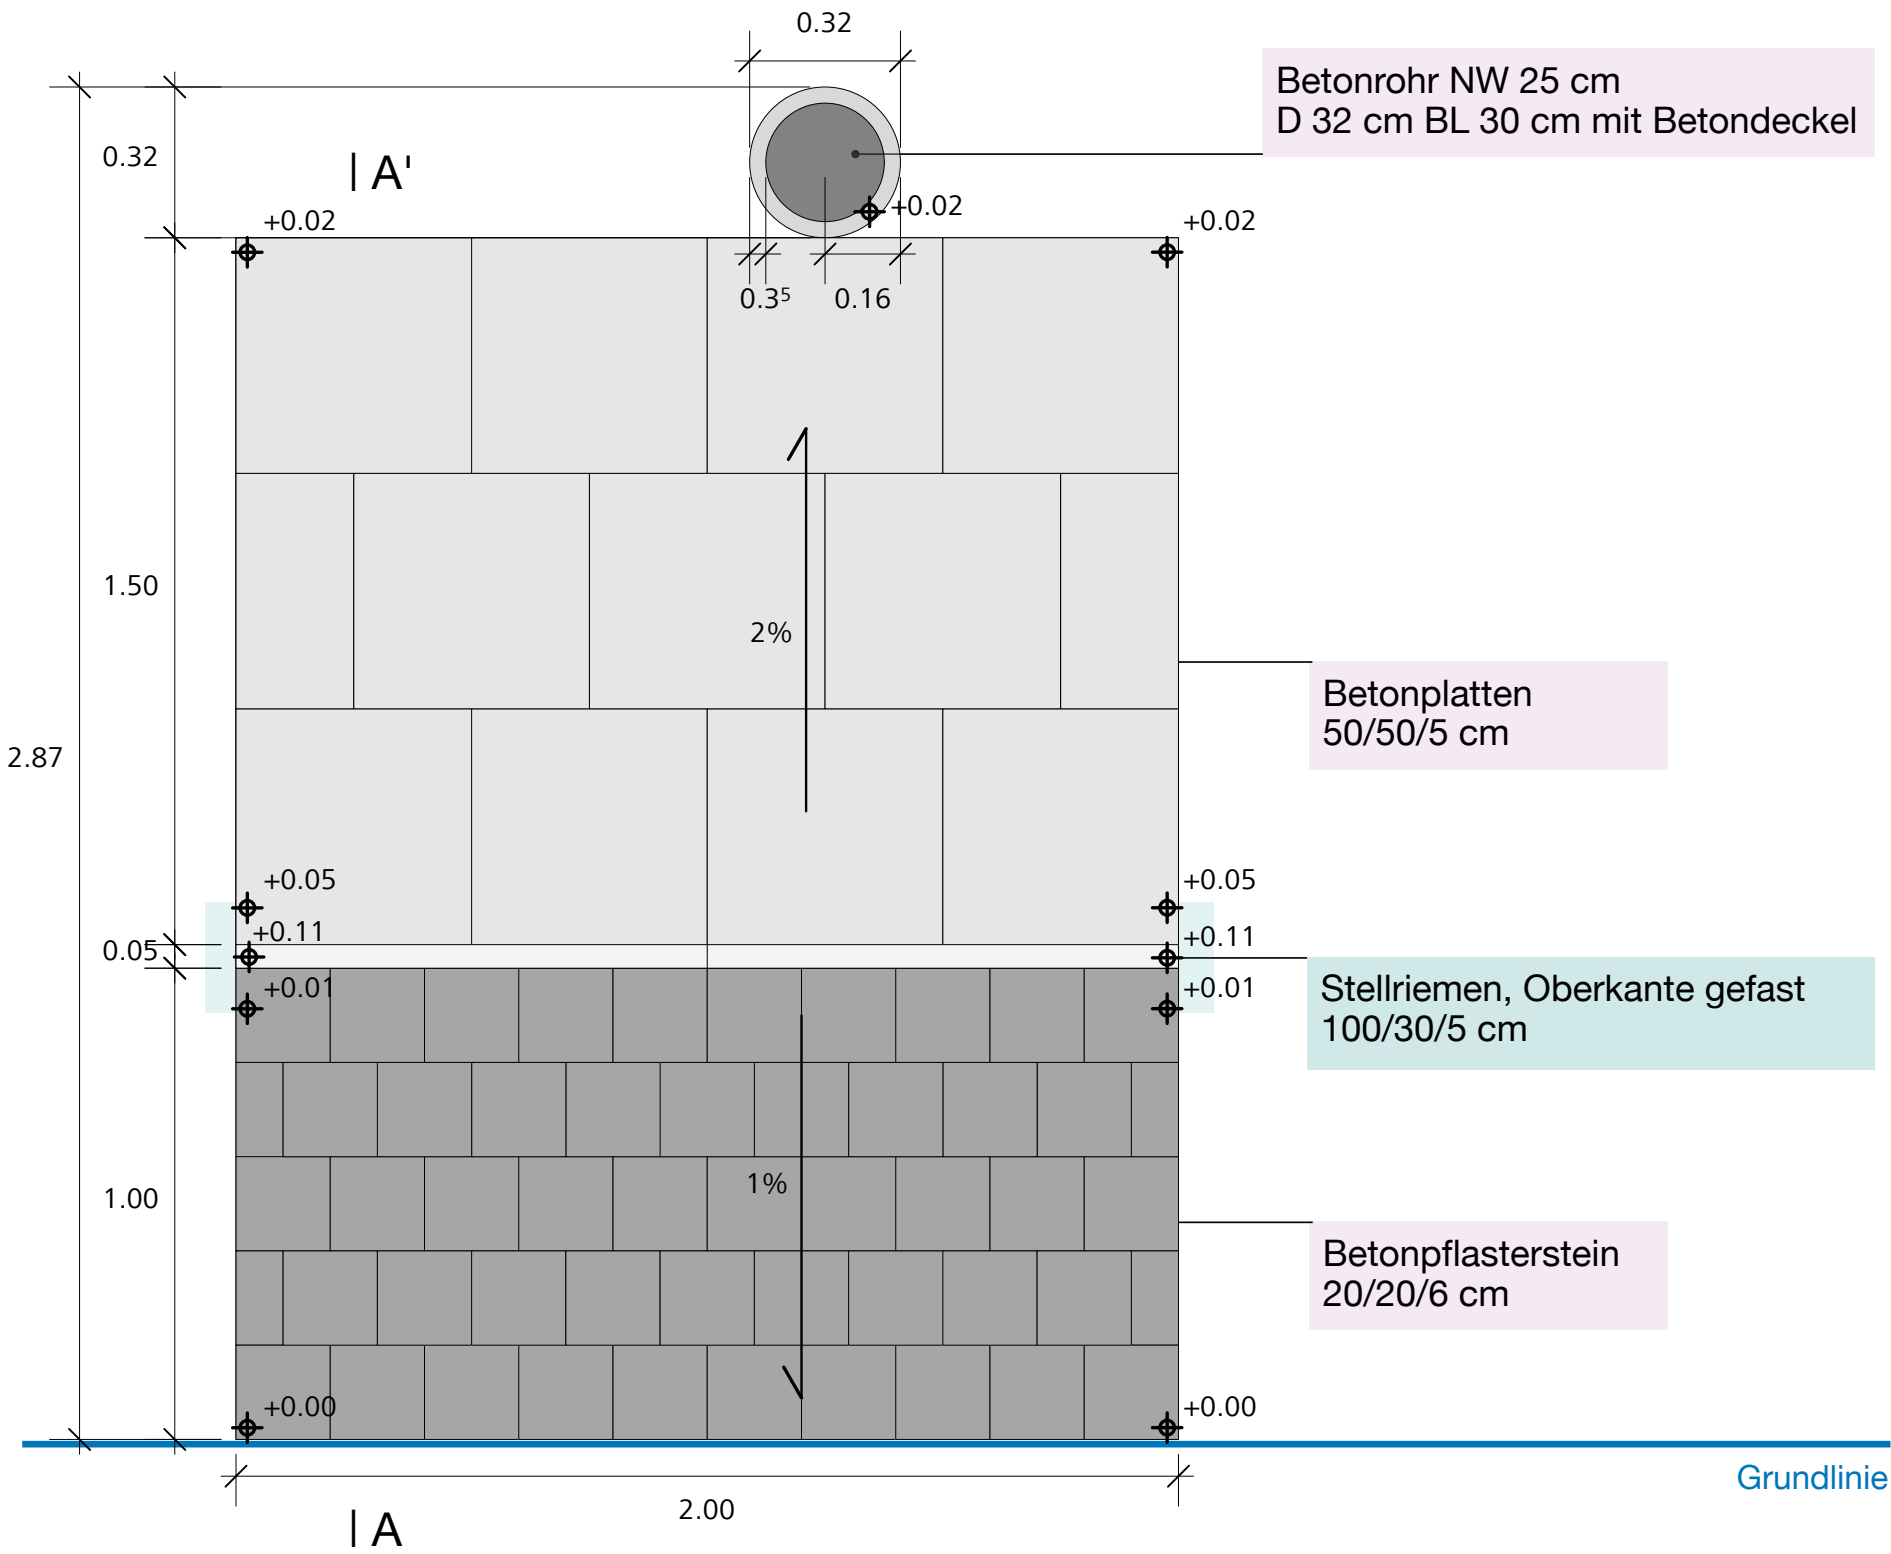 0.32
Betonrohr NW 25 cm
D 32 cm BL 30 cm mit Betondeckel
0.32
A'
+0.02
+0.02
+0.02
0.3⁵
0.16
1.50
2%
Betonplatten
50/50/5 cm
2.87
+0.05
+0.05
+0.11
+0.11
0.05
+0.01
+0.01
Stellriemen, Oberkante gefast
100/30/5 cm
1.00
1%
Betonpflasterstein
20/20/6 cm
+0.00
+0.00
Grundlinie
2.00
A